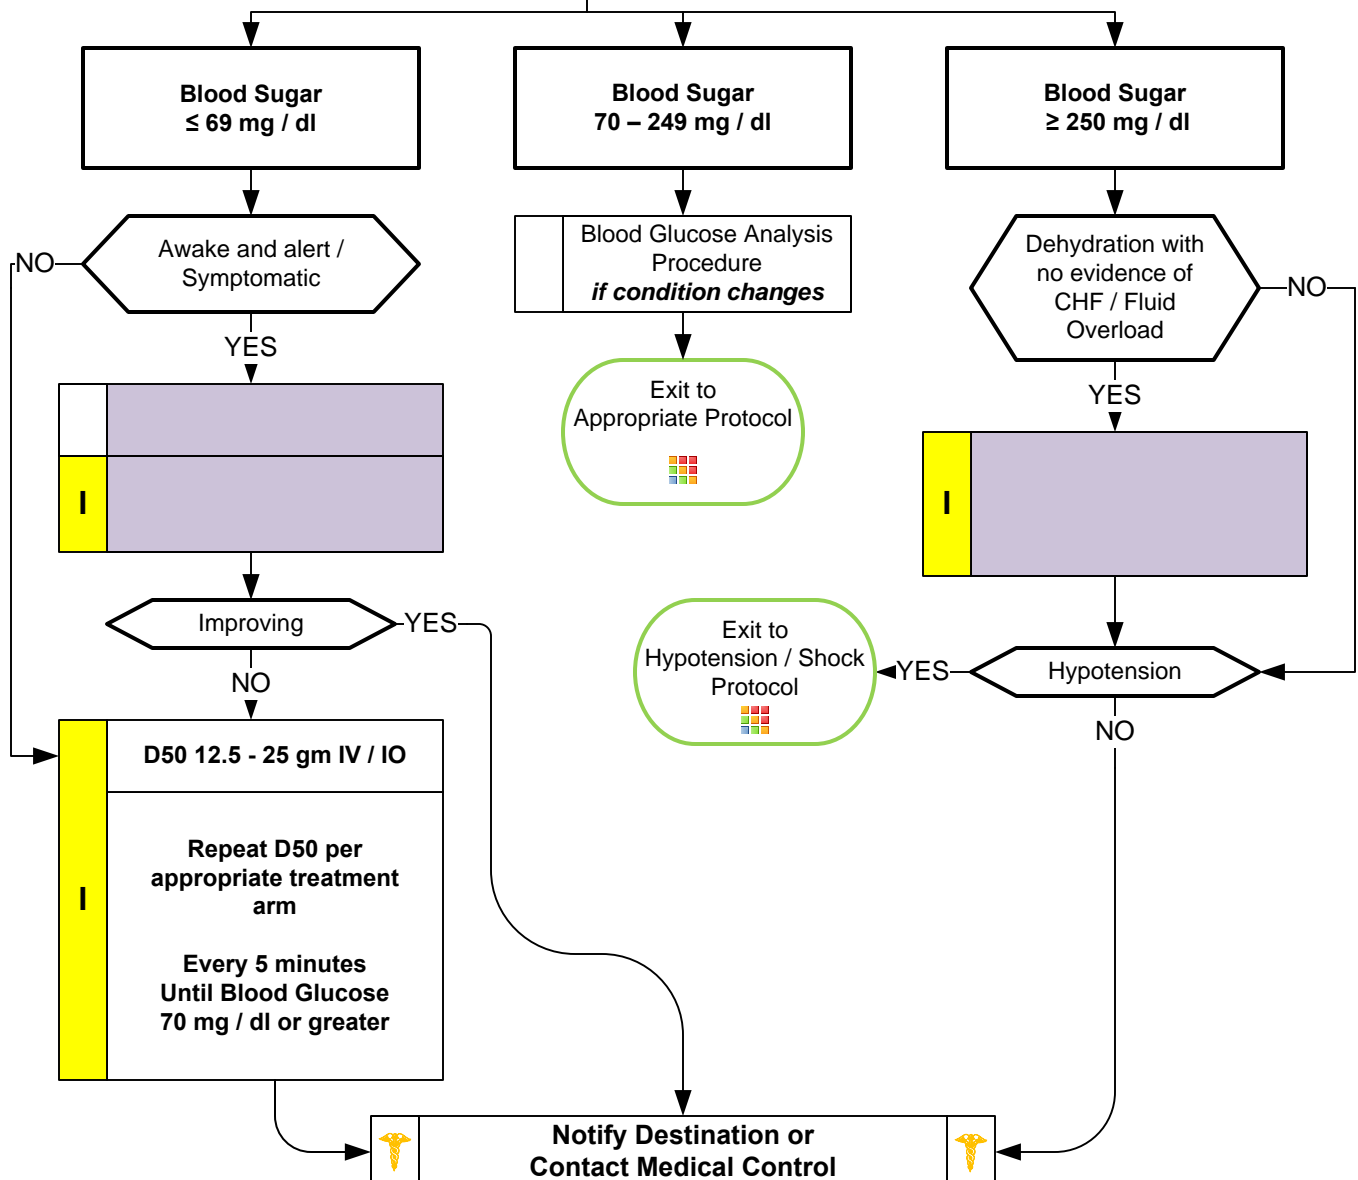 Blood Sugar
≤ 69 mg / dl
Blood Sugar
70 – 249 mg / dl
Blood Sugar
≥ 250 mg / dl
NO
Awake and alert /
Symptomatic
YES
Blood Glucose Analysis
Procedure
if condition changes
Exit to
Appropriate Protocol
Dehydration with
no evidence of
CHF / Fluid
Overload
NO
YES
I
I
Improving
YES
NO
Exit to
Hypotension / Shock
Protocol
YES
Hypotension
NO
I
D50 12.5 - 25 gm IV / IO
Repeat D50 per
appropriate treatment
arm
Every 5 minutes
Until Blood Glucose
70 mg / dl or greater
Notify Destination or
Contact Medical Control